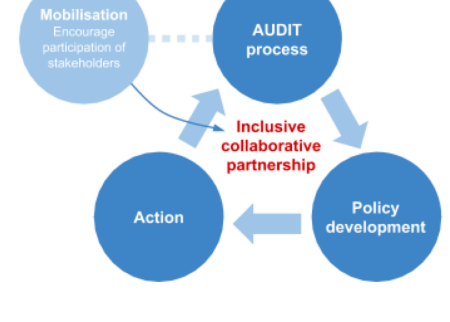 Mobilisation
Encourage
participation of
stakeholders
AUDIT
process
Inclusive
collaborative
partnership
Action
Policy
development